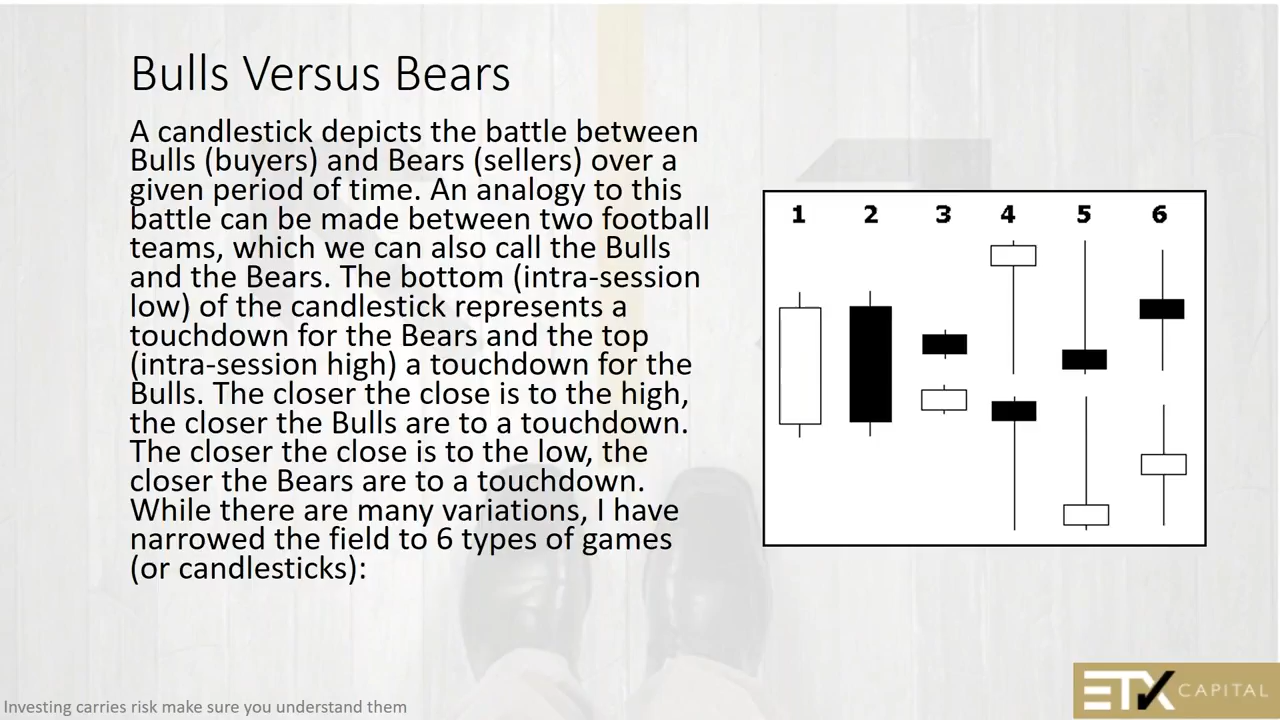 Bulls Versus Bears
A candlestick depicts the battle between
Bulls (buyers) and Bears (sellers) over a
given period of time. An analogy to this
battle can be made between two football
teams, which we can also call the Bulls
and the Bears. The bottom (intra-session
low) of the candlestick represents a
touchdown for the Bears and the top
(intra-session high) a touchdown for the
Bulls. The closer the close is to the high,
the closer the Bulls are to a touchdown.
The closer the close is to the low, the
closer the Bears are to a touchdown.
While there are many variations, I have
narrowed the field to 6 types of games
(or candlesticks):
1 2 3 4 5 6
Investing carries risk make sure you understand them
ETX CAPITAL